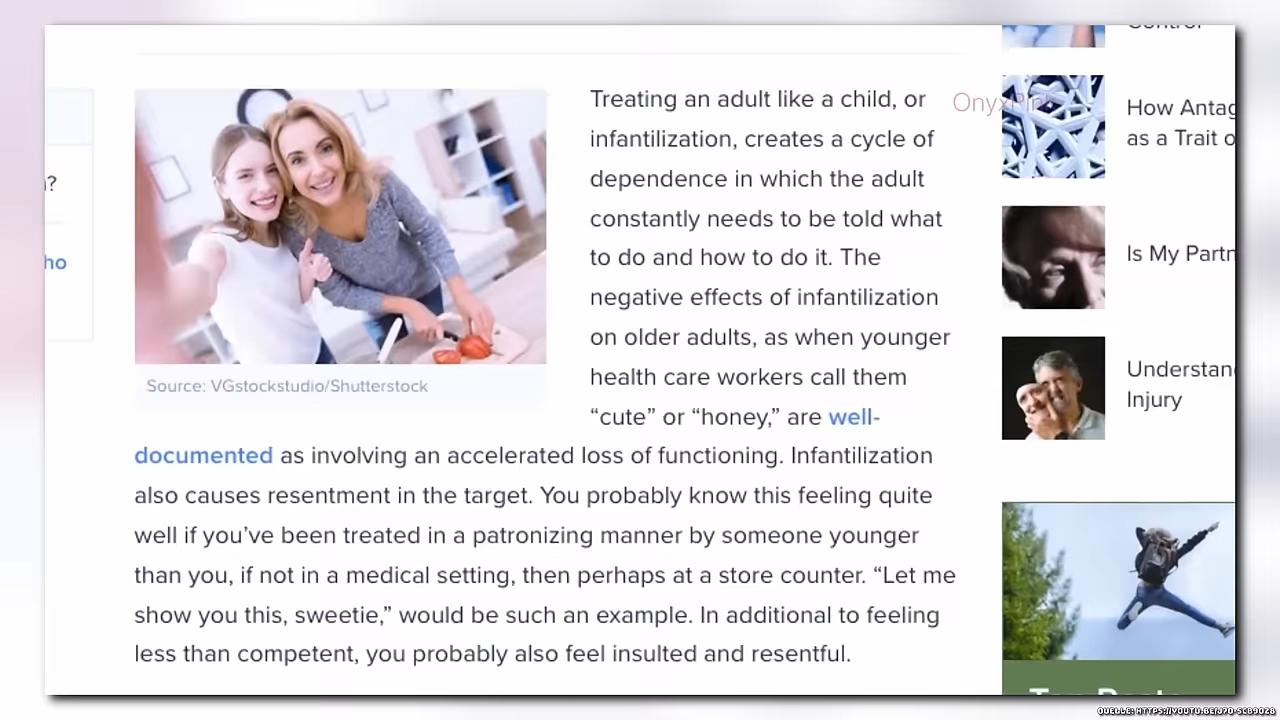 Control
OnyxPink
How Antag
as a Trait o
n?
ho
Is My Partn
Understan
Injury
Treating an adult like a child, or
infantilization, creates a cycle of
dependence in which the adult
constantly needs to be told what
to do and how to do it. The
negative effects of infantilization
on older adults, as when younger
health care workers call them
“cute” or “honey,” are well-
documented as involving an accelerated loss of functioning. Infantilization
also causes resentment in the target. You probably know this feeling quite
well if you’ve been treated in a patronizing manner by someone younger
than you, if not in a medical setting, then perhaps at a store counter. “Let me
show you this, sweetie,” would be such an example. In additional to feeling
less than competent, you probably also feel insulted and resentful.
Source: VGstockstudio/Shutterstock
Top Posts